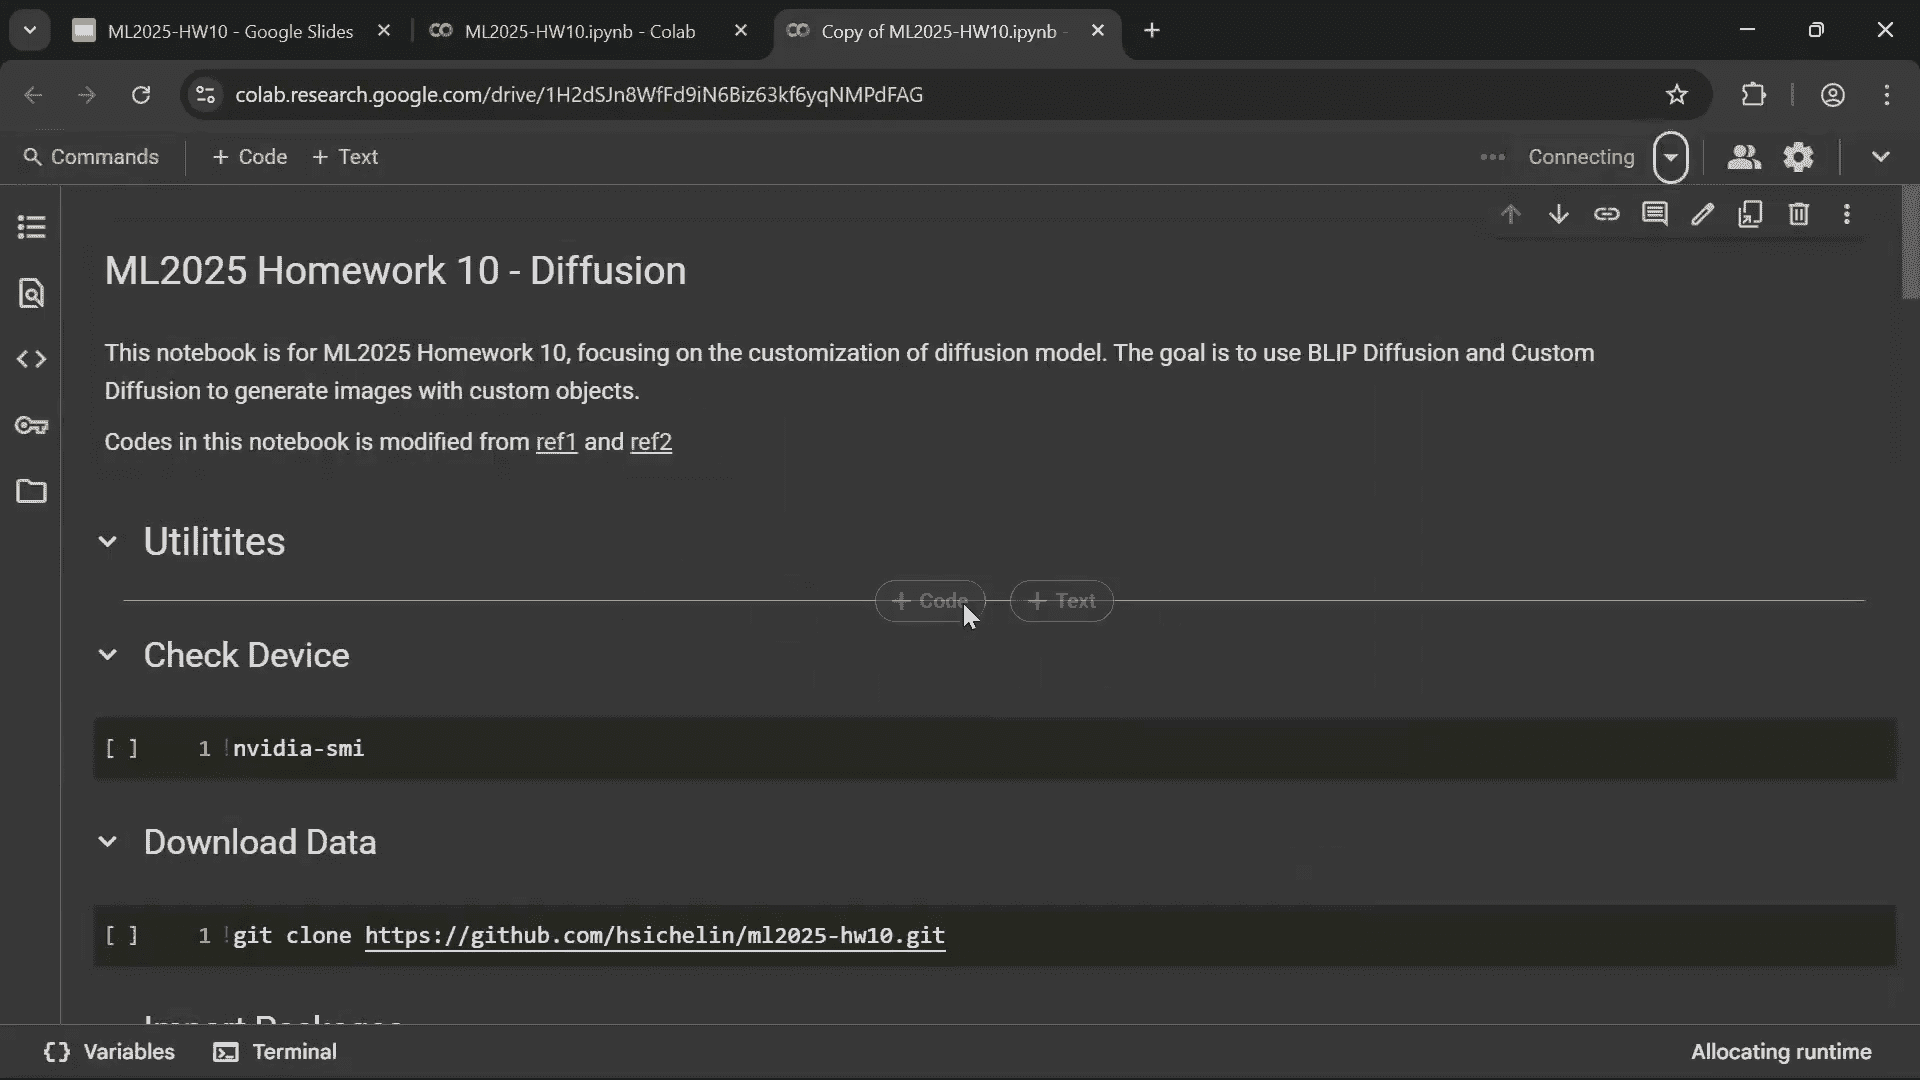 ML2025-HW10 - Google Slides
ML2025-HW10.ipynb - Colab
Copy of ML2025-HW10.ipynb -
colab.research.google.com/drive/1H2dSJn8WfFd9iN6Biz63kf6yqNMPdFAG
Commands
+ Code
+ Text
Connecting
ML2025 Homework 10 - Diffusion
This notebook is for ML2025 Homework 10, focusing on the customization of diffusion model. The goal is to use BLIP Diffusion and Custom
Diffusion to generate images with custom objects.
Codes in this notebook is modified from ref1 and ref2
Utilitites
+ Code
+ Text
Check Device
[ ] 1 !nvidia-smi
Download Data
[ ] 1 !git clone https://github.com/hsichelin/ml2025-hw10.git
Import Packages
{} Variables
Terminal
Allocating runtime